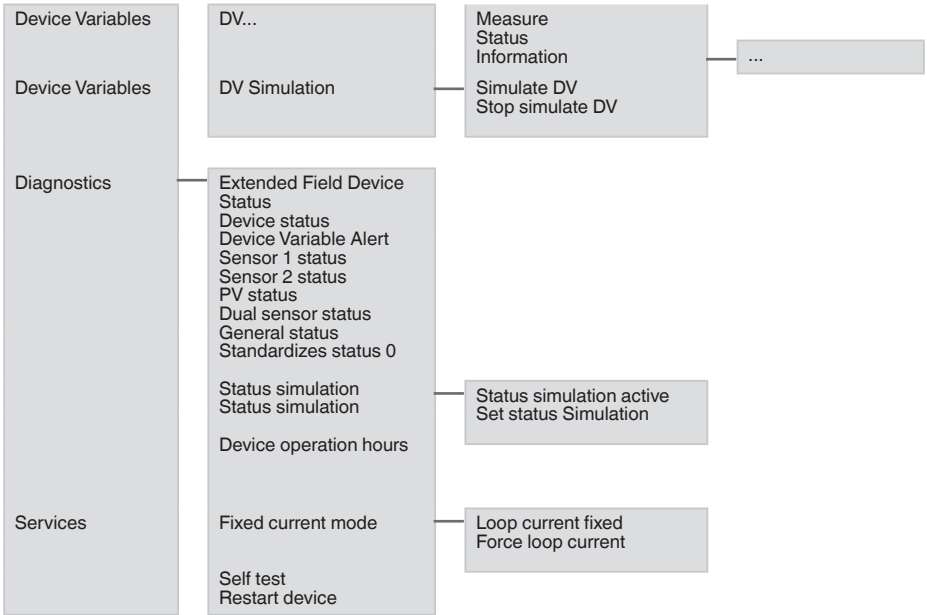 Device Variables
DV...
Measure
Status
Information
...
Device Variables
DV Simulation
Simulate DV
Stop simulate DV
Diagnostics
Extended Field Device
Status
Device status
Device Variable Alert
Sensor 1 status
Sensor 2 status
PV status
Dual sensor status
General status
Standardizes status 0
Status simulation
Status simulation
Status simulation active
Set status Simulation
Device operation hours
Services
Fixed current mode
Loop current fixed
Force loop current
Self test
Restart device